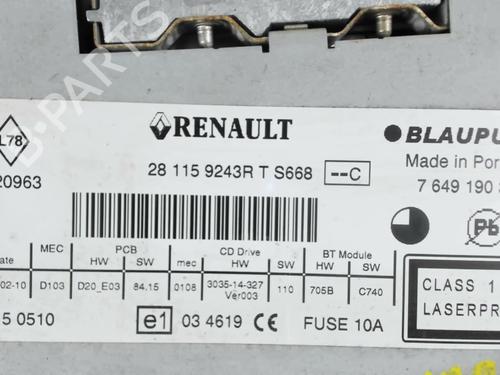 L78
RENAULT
BLAUPU
20963
28 115 9243R T S668 --C
Made in Por
7 649 190
Pb
ate MEC PCB CD Drive BT Module
HW SW mec HW SW HW SW
02-10 D103 D20_E03 84.15 0108 3035-14-327 Ver003 110 705B C740
CLASS 1
LASERPR
5 0510
e1 03 4619 CE FUSE 10A